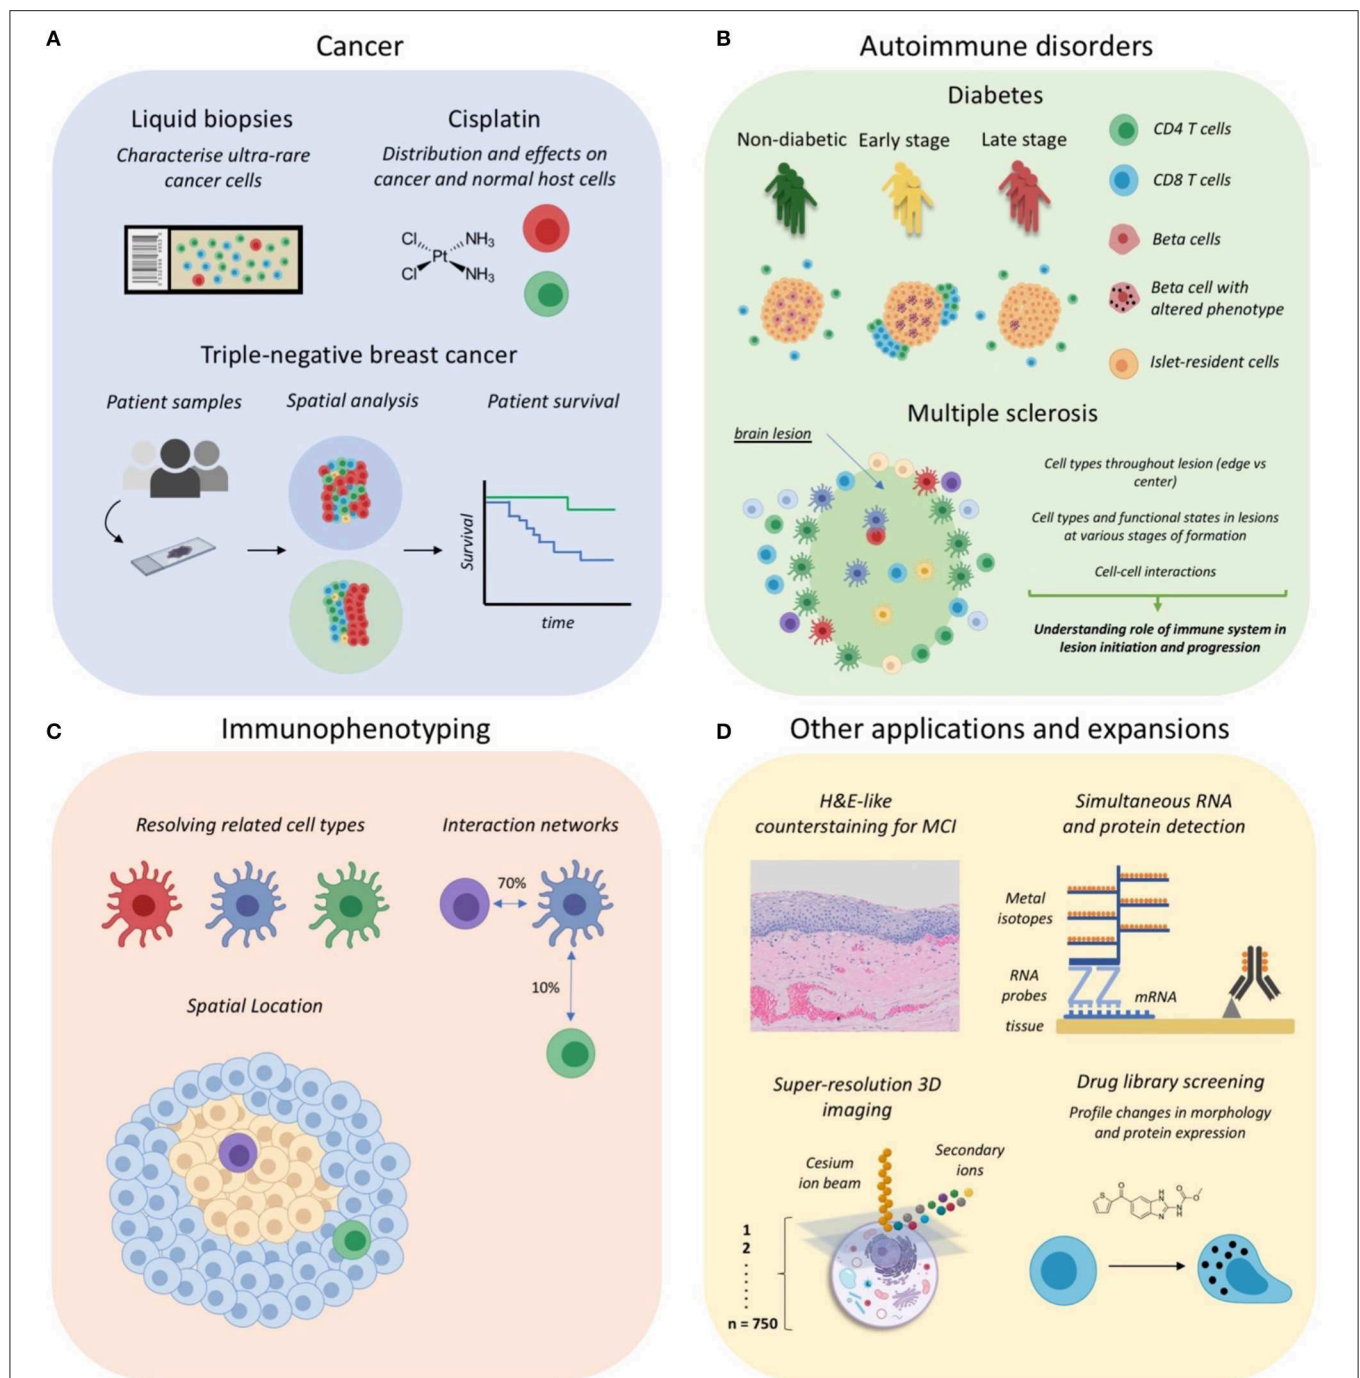 A
Cancer
Liquid biopsies
Characterise ultra-rare
cancer cells
Cisplatin
Distribution and effects on
cancer and normal host cells
Cl
NH3
Pt
Cl
NH3
Triple-negative breast cancer
Patient samples
Spatial analysis
Patient survival
Survival
time
B
Autoimmune disorders
Diabetes
Non-diabetic
Early stage
Late stage
CD4 T cells
CD8 T cells
Beta cells
Beta cell with
altered phenotype
Islet-resident cells
Multiple sclerosis
brain lesion
Cell types throughout lesion (edge vs
center)
Cell types and functional states in lesions
at various stages of formation
Cell-cell interactions
Understanding role of immune system in
lesion initiation and progression
C
Immunophenotyping
Resolving related cell types
Interaction networks
70%
10%
Spatial Location
D
Other applications and expansions
H&E-like
counterstaining for MCI
Simultaneous RNA
and protein detection
Metal
isotopes
RNA
probes
mRNA
tissue
Super-resolution 3D
imaging
Cesium
ion beam
Secondary
ions
1
2
n = 750
Drug library screening
Profile changes in morphology
and protein expression
S
O
H
N
N
N
H
O
O